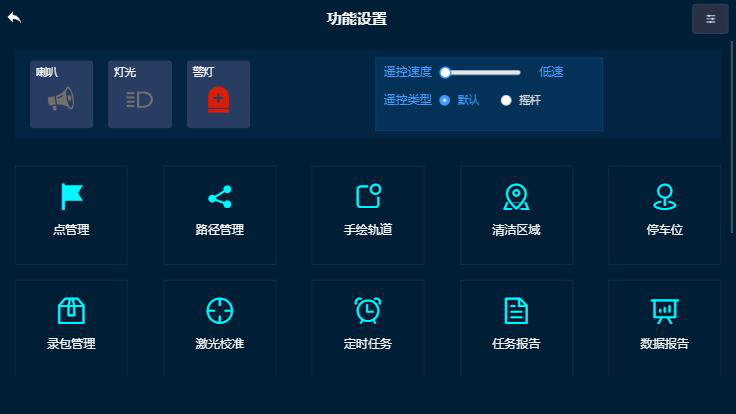 功能设置
喇叭
灯光
警灯
遥控速度 低速
遥控类型 默认 摇杆
点管理
路径管理
手绘轨道
清洁区域
停车位
录包管理
激光校准
定时任务
任务报告
数据报告